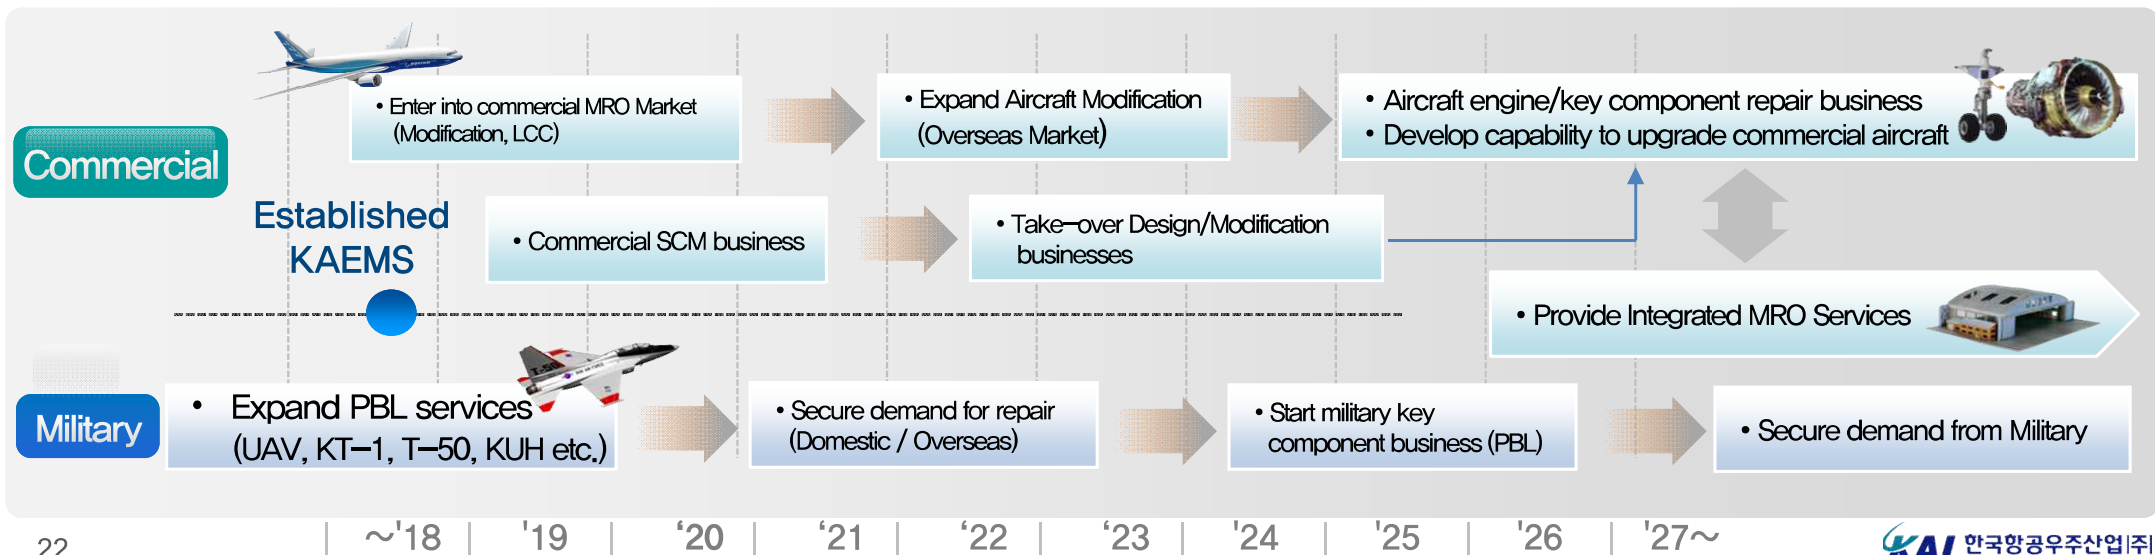 • Enter into commercial MRO Market
(Modification, LCC)
• Expand Aircraft Modification
(Overseas Market)
• Aircraft engine/key component repair business
• Develop capability to upgrade commercial aircraft
Commercial
Established
KAEMS
• Commercial SCM business
• Take-over Design/Modification
businesses
• Provide Integrated MRO Services
T-50
Military
• Expand PBL services
(UAV, KT-1, T-50, KUH etc.)
• Secure demand for repair
(Domestic / Overseas)
• Start military key
component business (PBL)
• Secure demand from Military
~'18 '19 '20 '21 '22 '23 '24 '25 '26 '27~
22
KAI 한국항공우주산업(주)